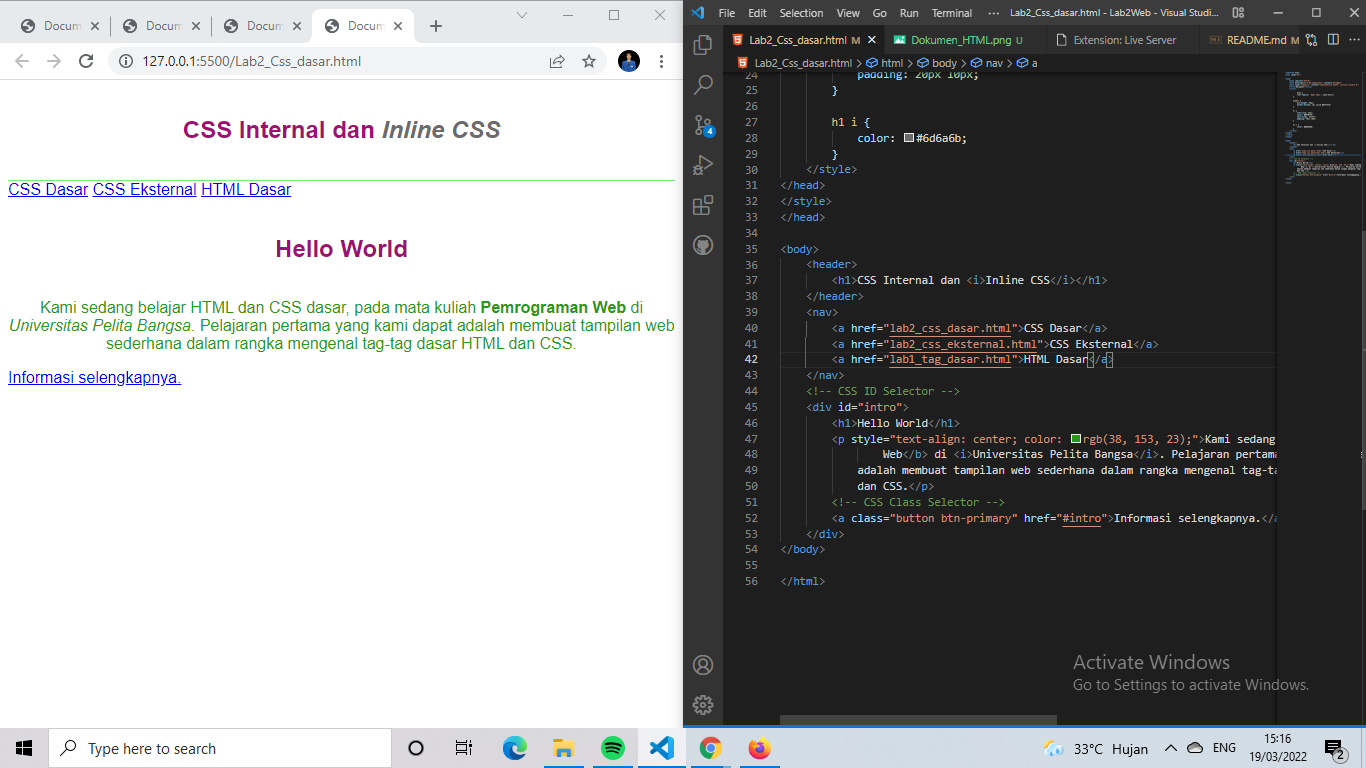 Docum
Docum
Docum
Docum
127.0.0.1:5500/Lab2_Css_dasar.html
CSS Internal dan Inline CSS
CSS Dasar CSS Eksternal HTML Dasar
Hello World
Kami sedang belajar HTML dan CSS dasar, pada mata kuliah Pemrograman Web di
Universitas Pelita Bangsa. Pelajaran pertama yang kami dapat adalah membuat tampilan web
sederhana dalam rangka mengenal tag-tag dasar HTML dan CSS.
Informasi selengkapnya.
File Edit Selection View Go Run Terminal ··· Lab2_Css_dasar.html - Lab2Web - Visual Studi...
Lab2_Css_dasar.html M Dokumen_HTML.png U Extension: Live Server README.md M ···
Lab2_Css_dasar.html > html > body > nav > a
4
24 padding: 20px 10px;
25 }
26
27 h1 i {
28 color: #6d6a6b;
29 }
30 </style>
31 </head>
32 </style>
33 </head>
34
35 <body>
36 <header>
37 <h1>CSS Internal dan <i>Inline CSS</i></h1>
38 </header>
39 <nav>
40 <a href="lab2_css_dasar.html">CSS Dasar</a>
41 <a href="lab2_css_eksternal.html">CSS Eksternal</a>
42 <a href="lab1_tag_dasar.html">HTML Dasar</a>
43 </nav>
44 <!-- CSS ID Selector -->
45 <div id="intro">
46 <h1>Hello World</h1>
47 <p style="text-align: center; color: rgb(38, 153, 23);">Kami sedang
48 Web</b> di <i>Universitas Pelita Bangsa</i>. Pelajaran pertama
49 adalah membuat tampilan web sederhana dalam rangka mengenal tag-ta
50 dan CSS.</p>
51 <!-- CSS Class Selector -->
52 <a class="button btn-primary" href="#intro">Informasi selengkapnya.</a
53 </div>
54 </body>
55
56 </html>
Activate Windows
Go to Settings to activate Windows.
Type here to search
33°C Hujan
ENG
15:16
19/03/2022
2